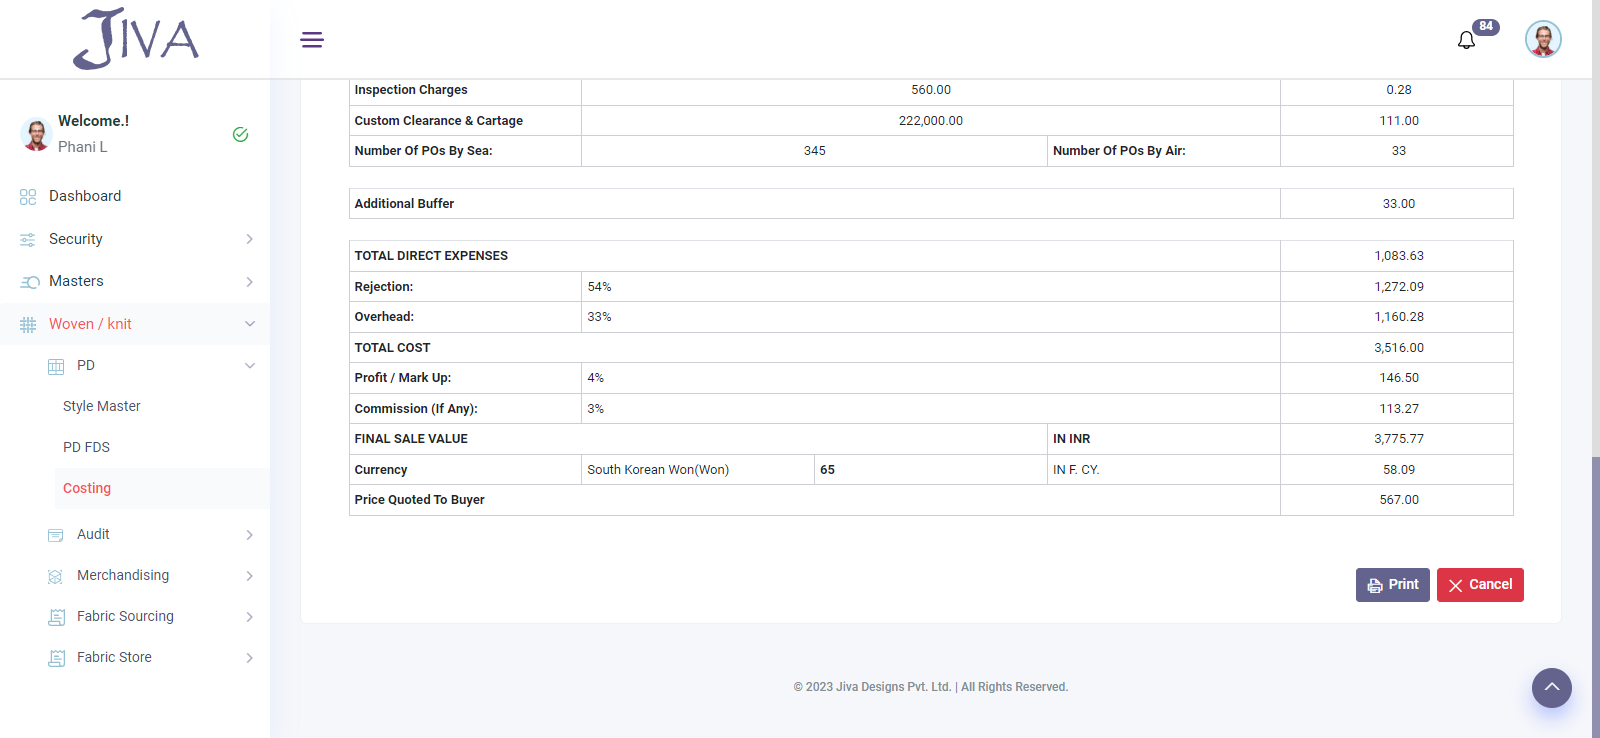 JIVA
84
Welcome.!
Phani L
Dashboard
Security
Masters
Woven / knit
PD
Style Master
PD FDS
Costing
Audit
Merchandising
Fabric Sourcing
Fabric Store
Inspection Charges 560.00 0.28
Custom Clearance & Cartage 222,000.00 111.00
Number Of POs By Sea: 345 Number Of POs By Air: 33
Additional Buffer 33.00
TOTAL DIRECT EXPENSES 1,083.63
Rejection: 54% 1,272.09
Overhead: 33% 1,160.28
TOTAL COST 3,516.00
Profit / Mark Up: 4% 146.50
Commission (If Any): 3% 113.27
FINAL SALE VALUE IN INR 3,775.77
Currency South Korean Won(Won) 65 IN F. CY. 58.09
Price Quoted To Buyer 567.00
Print Cancel
© 2023 Jiva Designs Pvt. Ltd. | All Rights Reserved.